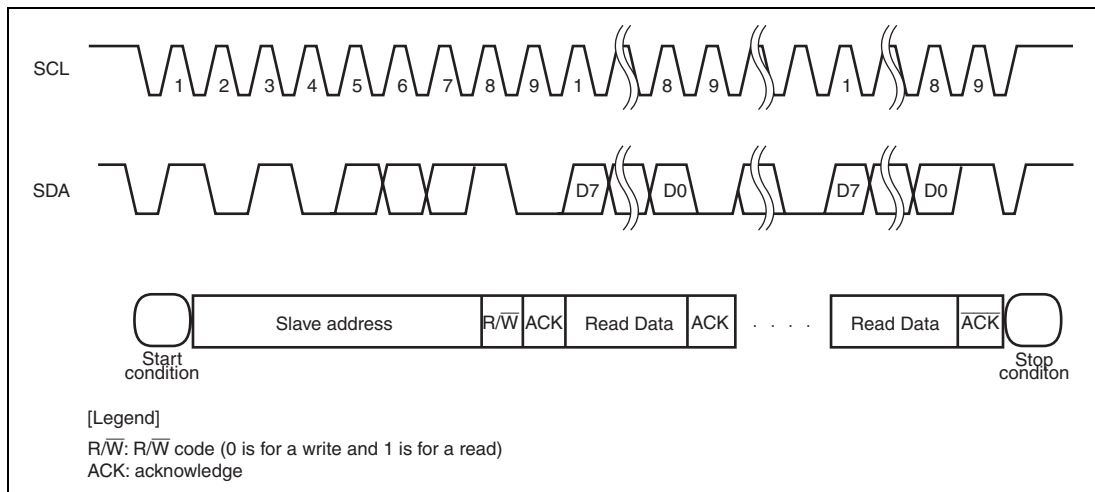 SCL
1 2 3 4 5 6 7 8 9 1 8 9 1 8 9
SDA
D7 D0 D7 D0
Slave address R/W̅ ACK Read Data ACK . . . . Read Data A̅C̅K̅
Start
condition
Stop
conditon
[Legend]
R/W̅: R/W̅ code (0 is for a write and 1 is for a read)
ACK: acknowledge